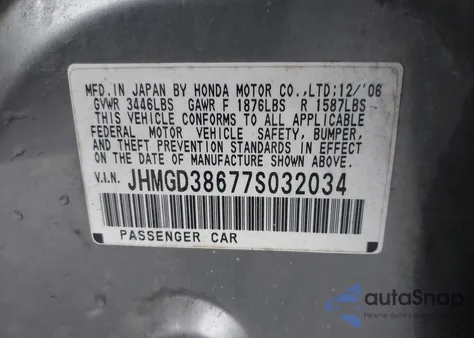 MFD. IN JAPAN BY HONDA MOTOR CO.,LTD;12/'06
GVWR 3446LBS GAWR F 1876LBS R 1587LBS
THIS VEHICLE CONFORMS TO ALL APPLICABLE
FEDERAL MOTOR VEHICLE SAFETY, BUMPER,
AND THEFT PREVENTION STANDARDS IN EFFECT
ON THE DATE OF MANUFACTURE SHOWN ABOVE.
V.I.N. JHMGD38677S032034
PASSENGER CAR
autoSnap